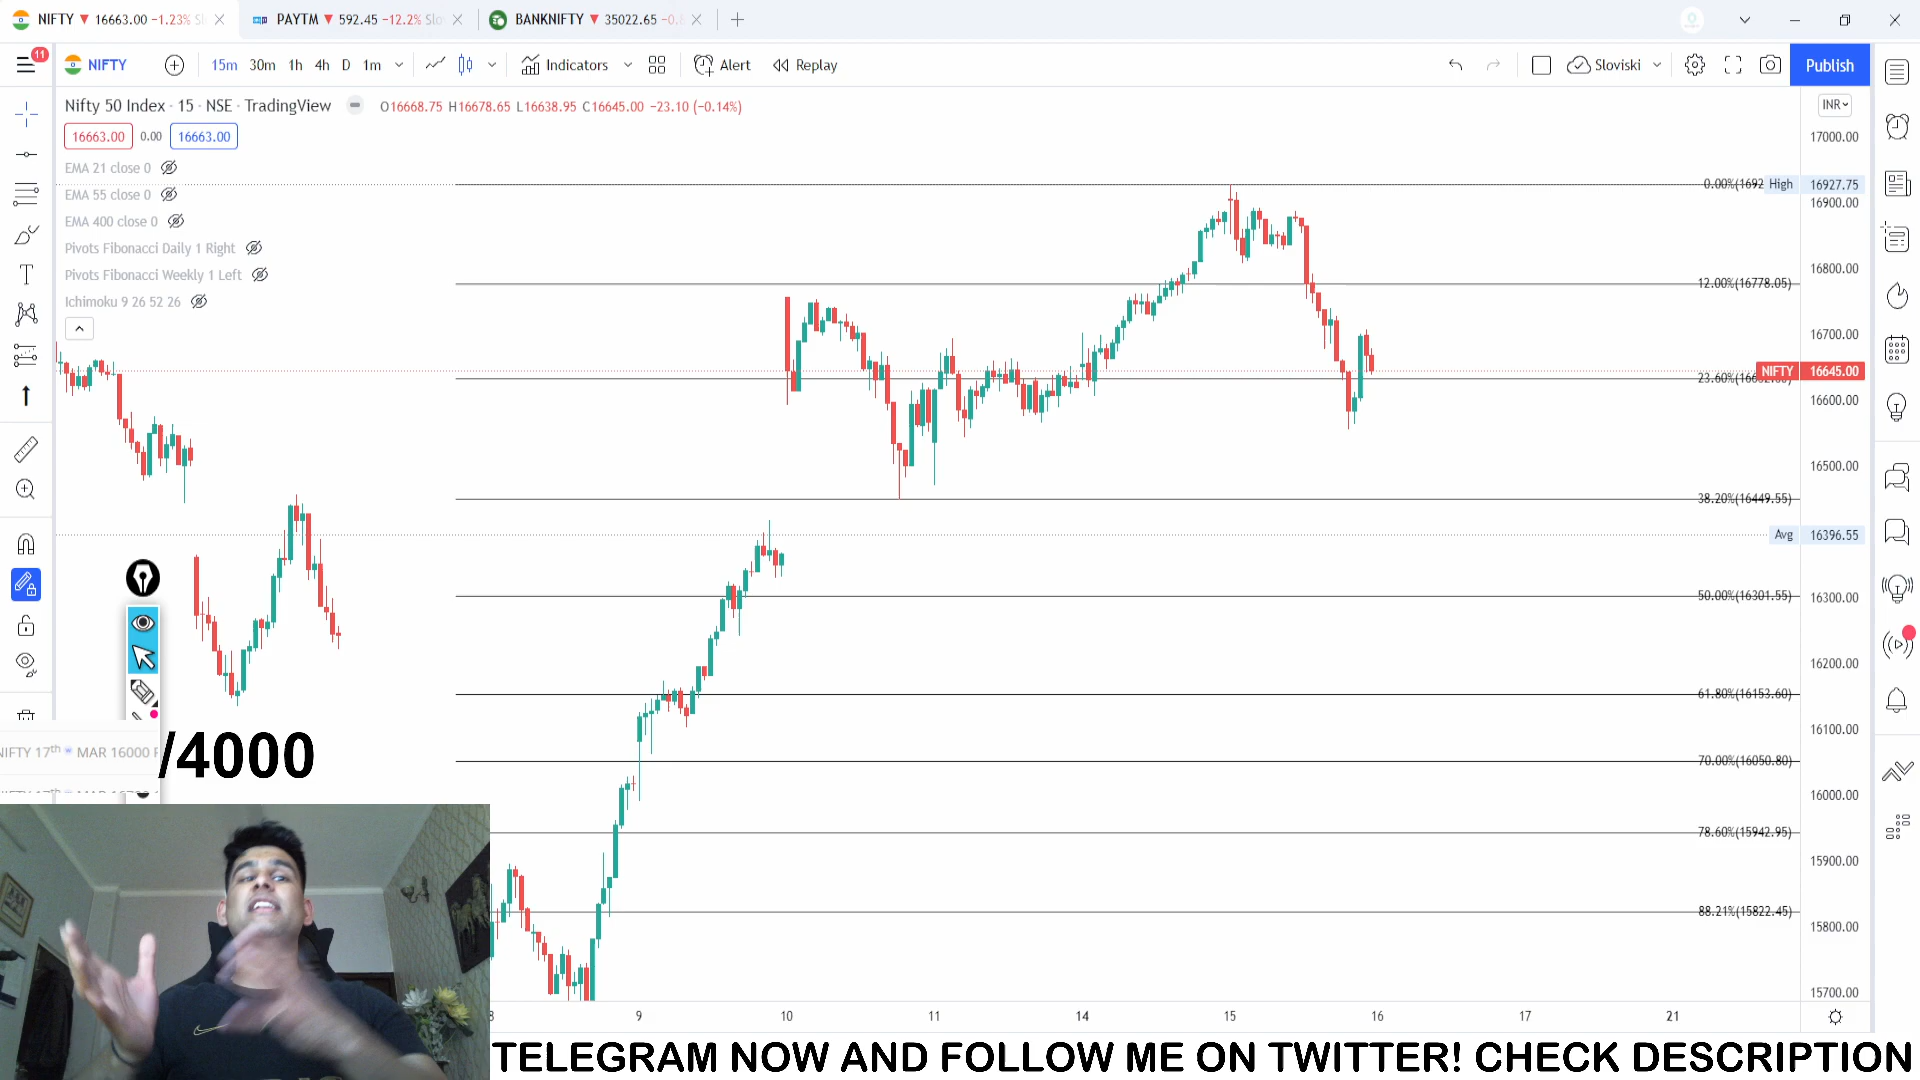 NIFTY ▼ 16663.00 −1.23%
PAYTM ▼ 592.45 −12.2%
BANKNIFTY ▼ 35022.65
11
NIFTY
15m 30m 1h 4h D 1m
Indicators
Alert
Replay
Sloviski
Publish
Nifty 50 Index · 15 · NSE · TradingView
O16668.75 H16678.65 L16638.95 C16645.00 −23.10 (−0.14%)
INR
16663.00 0.00 16663.00
EMA 21 close 0
EMA 55 close 0
EMA 400 close 0
Pivots Fibonacci Daily 1 Right
Pivots Fibonacci Weekly 1 Left
Ichimoku 9 26 52 26
17000.00
0.00%(1692 High 16927.75
16900.00
16800.00
12.00%(16778.05)
16700.00
NIFTY 16645.00
23.60%
16600.00
16500.00
38.20%(16449.55)
Avg 16396.55
50.00%(16301.55)
16300.00
16200.00
61.80%(16153.60)
16100.00
70.00%(16050.80)
16000.00
78.60%(15942.95)
15900.00
88.21%(15822.45)
15800.00
15700.00
NIFTY 17th MAR 16000
/4000
9 10 11 14 15 16 17 21
TELEGRAM NOW AND FOLLOW ME ON TWITTER! CHECK DESCRIPTION